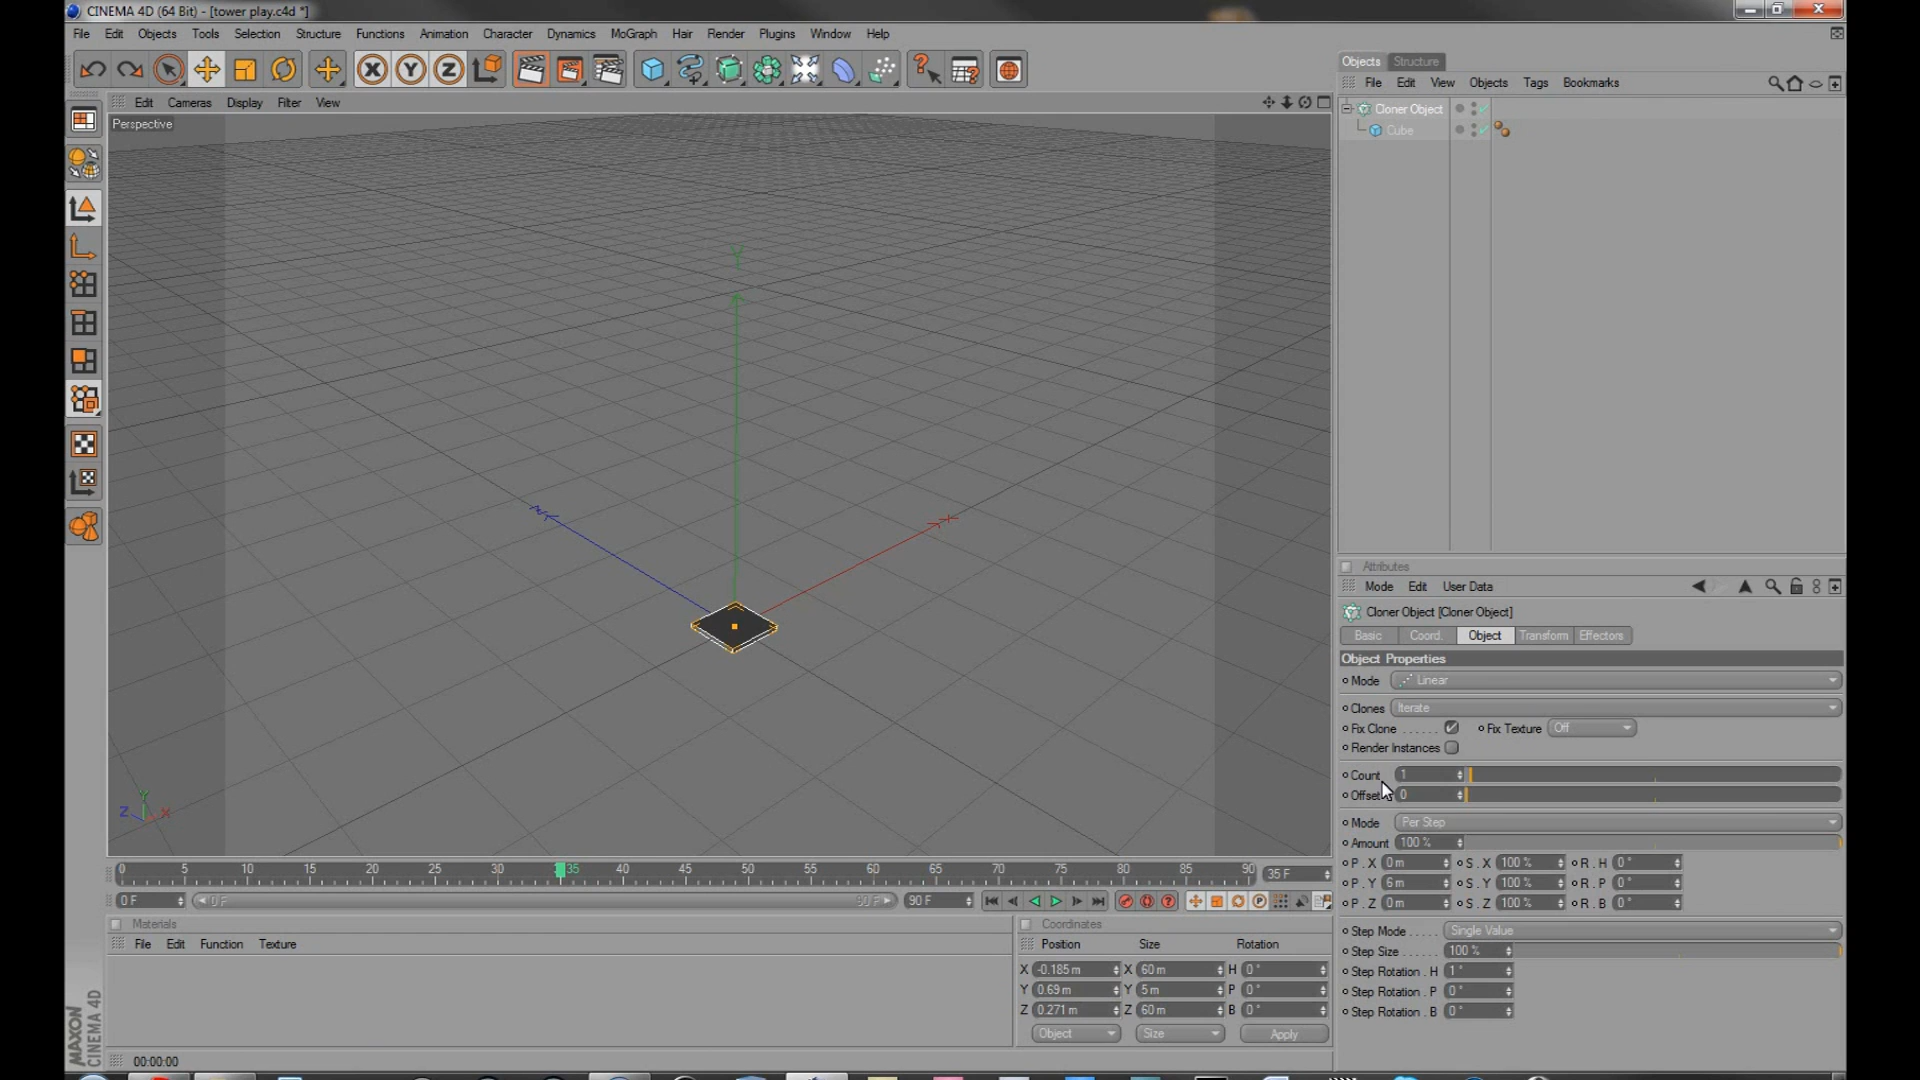 CINEMA 4D (64 Bit) - [tower play.c4d *]
File Edit Objects Tools Selection Structure Functions Animation Character Dynamics MoGraph Hair Render Plugins Window Help
X Y Z
Objects Structure
File Edit View Objects Tags Bookmarks
Edit Cameras Display Filter View
Perspective
Cloner Object
Cube
Y
Y
Z X
Attributes
Mode Edit User Data
Cloner Object [Cloner Object]
Basic Coord. Object Transform Effectors
Object Properties
Mode Linear
Clones Iterate
Fix Clone ...... Fix Texture Off
Render Instances
Count 1
Offset 0
Mode Per Step
Amount 100 %
P . X 0 m S . X 100 % R . H 0 °
P . Y 6 m S . Y 100 % R . P 0 °
P . Z 0 m S . Z 100 % R . B 0 °
Step Mode ..... Single Value
Step Size ...... 100 %
Step Rotation . H 1 °
Step Rotation . P 0 °
Step Rotation . B 0 °
0 5 10 15 20 25 30 35 40 45 50 55 60 65 70 75 80 85 90 35 F
0 F 0 F 90 F 90 F
Materials
File Edit Function Texture
Coordinates
Position Size Rotation
X -0.185 m X 60 m H 0 °
Y 0.69 m Y 5 m P 0 °
Z 0.271 m Z 60 m B 0 °
Object Size Apply
MAXON
CINEMA 4D
00:00:00